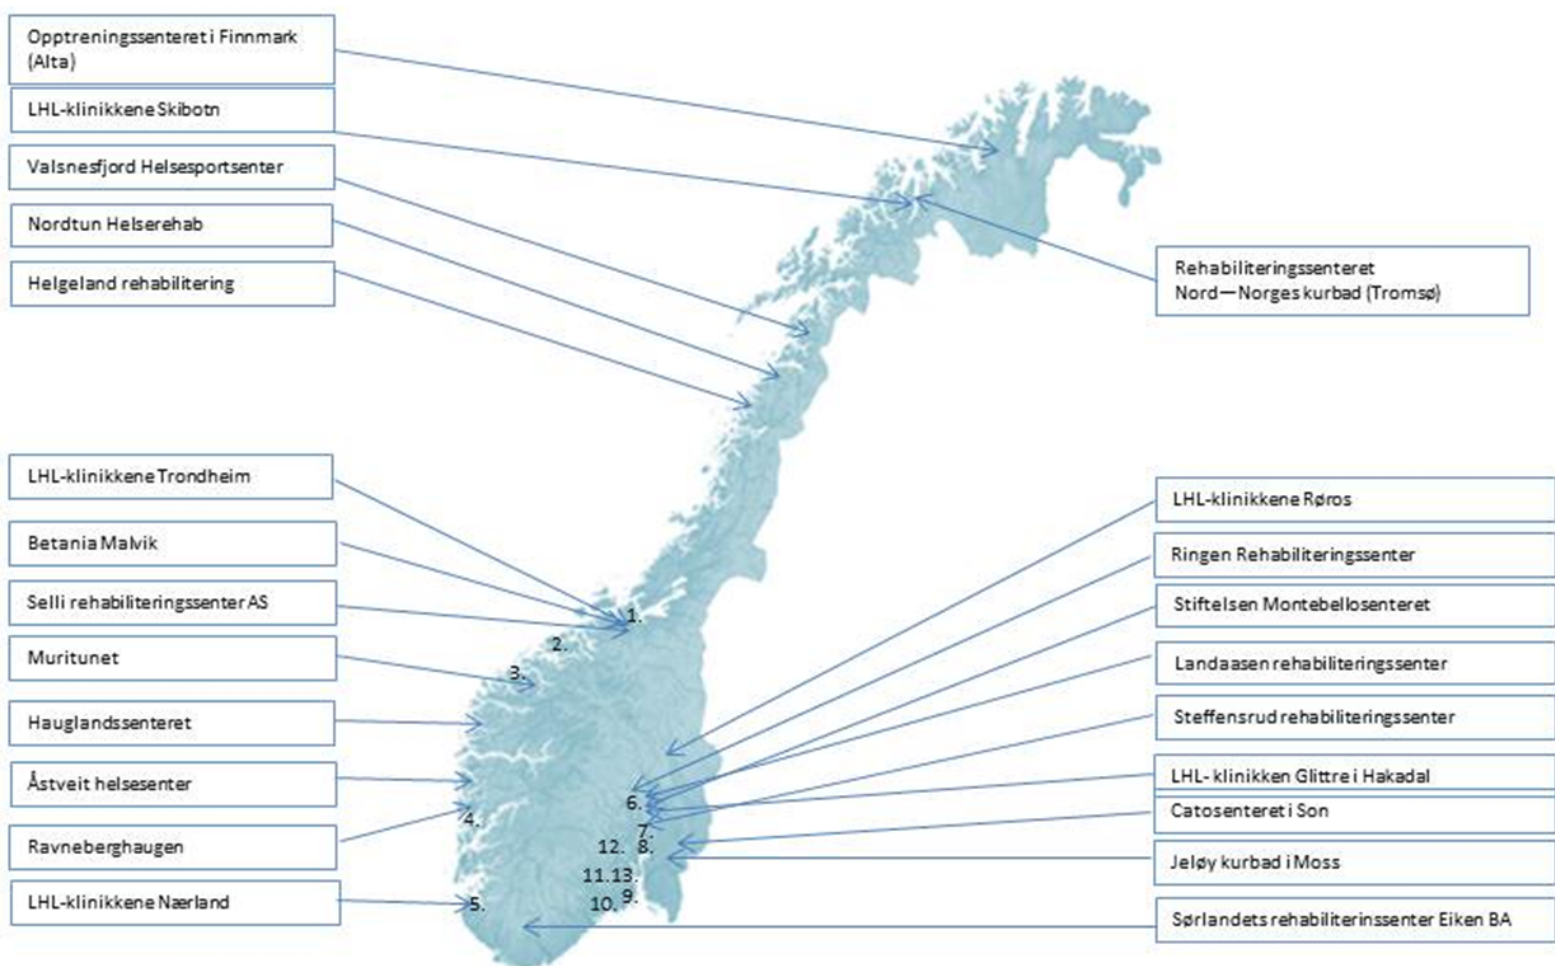 Opptreningssenteret i Finnmark
(Alta)
LHL-klinikkene Skibotn
Valsnesfjord Helsesportsenter
Nordtun Helserehab
Helgeland rehabilitering
Rehabiliteringssenteret
Nord—Norges kurbad (Tromsø)
LHL-klinikkene Trondheim
Betania Malvik
Selli rehabiliteringssenter AS
Muritunet
Hauglandssenteret
Åstveit helsesenter
Ravneberghaugen
LHL-klinikkene Nærland
1.
2.
3.
4.
5.
6.
7.
12. 8.
11. 13.
10. 9.
LHL-klinikkene Røros
Ringen Rehabiliteringssenter
Stiftelsen Montebellosenteret
Landaasen rehabiliteringssenter
Steffensrud rehabiliteringssenter
LHL- klinikken Glittre i Hakadal
Catosenteret i Son
Jeløy kurbad i Moss
Sørlandets rehabiliterinssenter Eiken BA